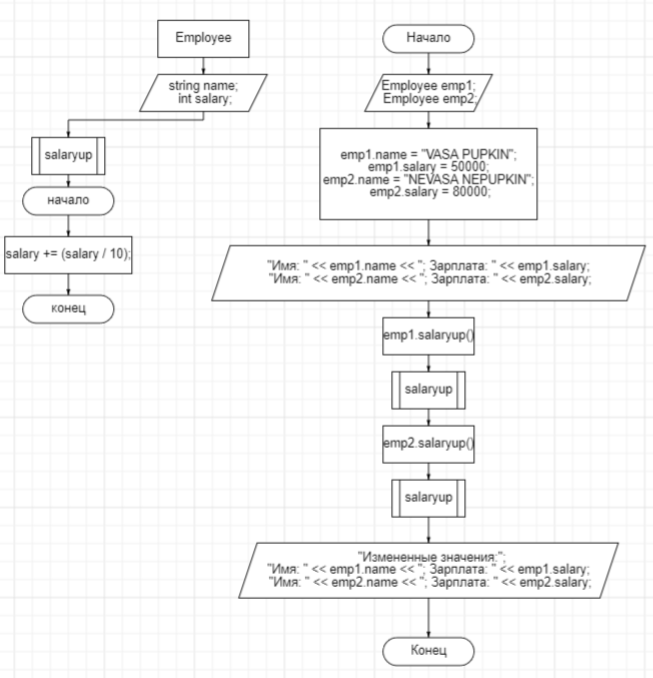 Employee
string name;
int salary;
salaryup
начало
salary += (salary / 10);
конец
Начало
Employee emp1;
Employee emp2;
emp1.name = "VASA PUPKIN";
emp1.salary = 50000;
emp2.name = "NEVASA NEPUPKIN";
emp2.salary = 80000;
"Имя: " << emp1.name << "; Зарплата: " << emp1.salary;
"Имя: " << emp2.name << "; Зарплата: " << emp2.salary;
emp1.salaryup()
salaryup
emp2.salaryup()
salaryup
"Измененные значения:";
"Имя: " << emp1.name << "; Зарплата: " << emp1.salary;
"Имя: " << emp2.name << "; Зарплата: " << emp2.salary;
Конец